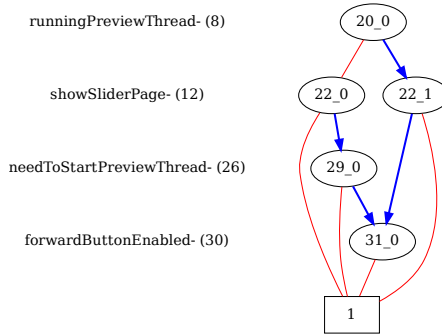 runningPreviewThread- (8) 20_0
showSliderPage- (12) 22_0 22_1
needToStartPreviewThread- (26) 29_0
forwardButtonEnabled- (30) 31_0
1